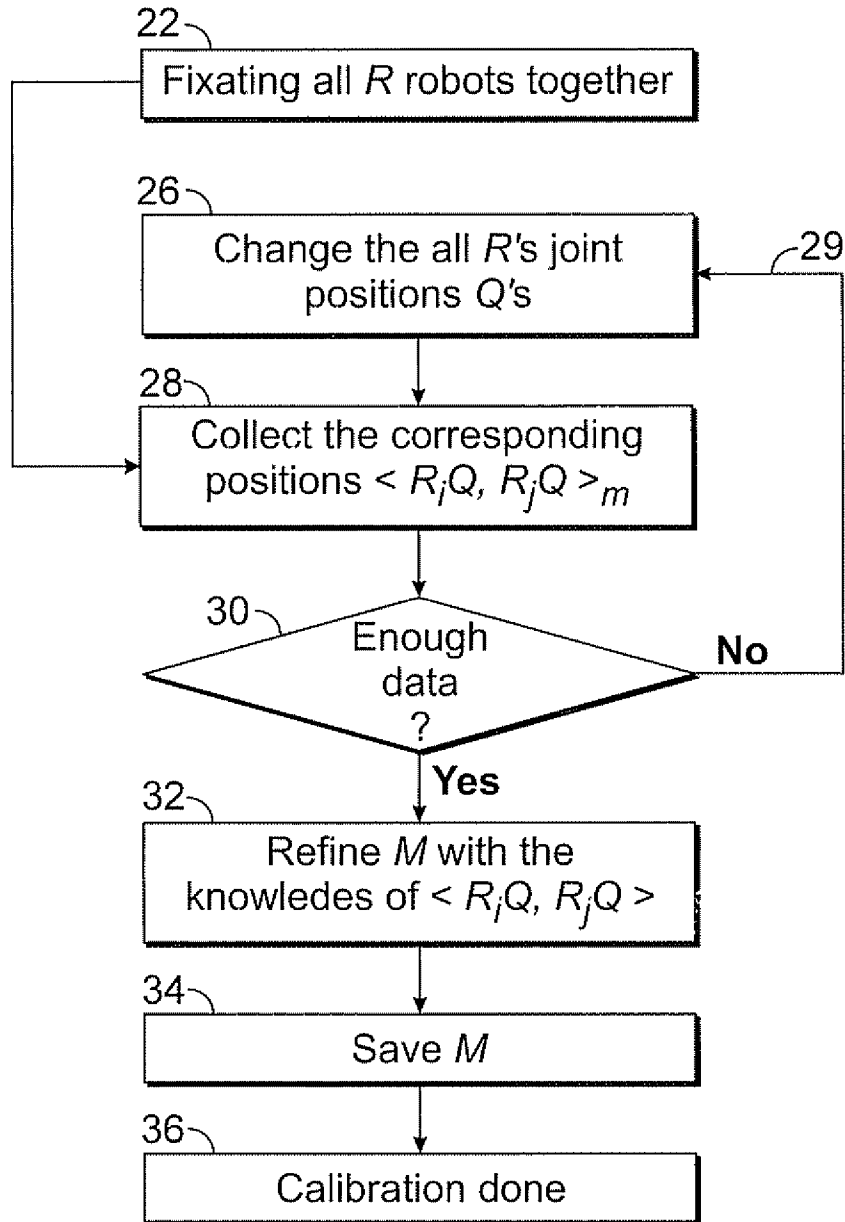 22
Fixating all R robots together
26
Change the all R's joint
positions Q's
29
28
Collect the corresponding
positions < RiQ, RjQ >m
30
Enough
data
?
No
Yes
32
Refine M with the
knowledes of < RiQ, RjQ >
34
Save M
36
Calibration done